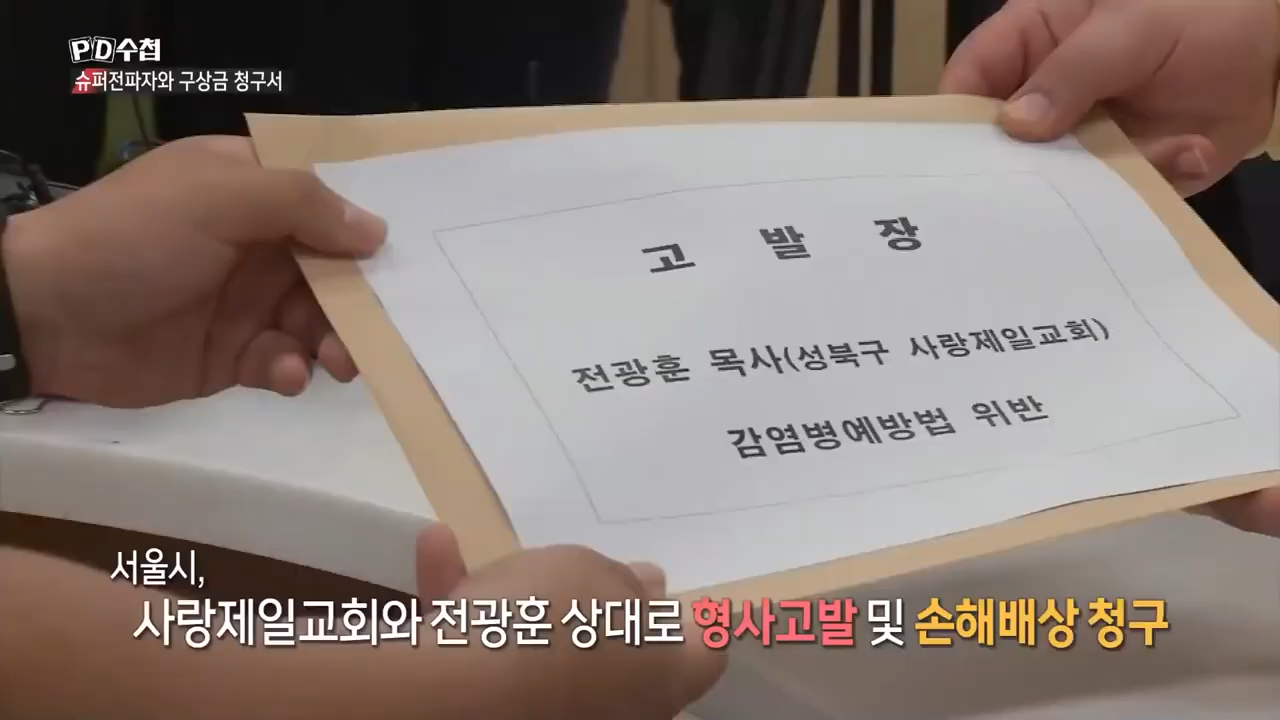 PD수첩
슈퍼전파자와 구상금 청구서
고 발 장
전광훈 목사(성북구 사랑제일교회)
감염병예방법 위반
서울시,
사랑제일교회와 전광훈 상대로 형사고발 및 손해배상 청구